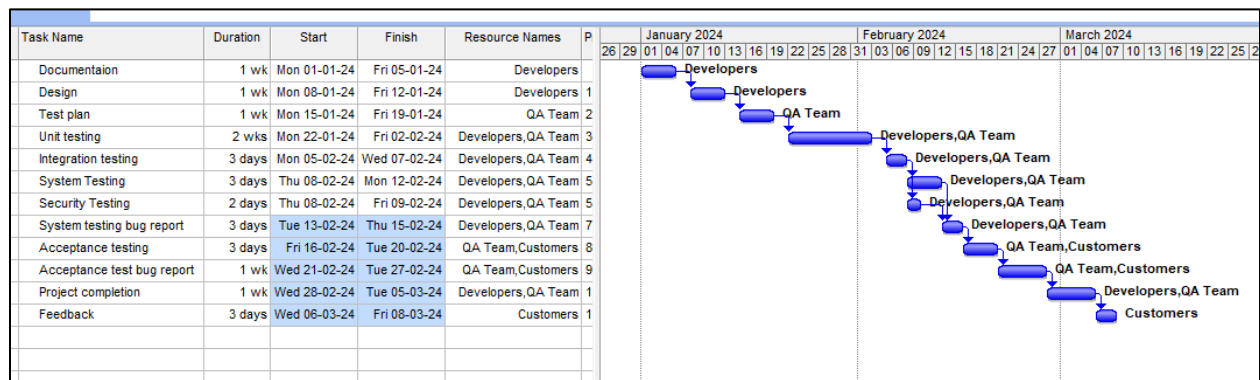 Task Name Duration Start Finish Resource Names P
January 2024 February 2024 March 2024
26 29 01 04 07 10 13 16 19 22 25 28 31 03 06 09 12 15 18 21 24 27 01 04 07 10 13 16 19 22 25 2
Documentaion 1 wk Mon 01-01-24 Fri 05-01-24 Developers Developers
Design 1 wk Mon 08-01-24 Fri 12-01-24 Developers 1 Developers
Test plan 1 wk Mon 15-01-24 Fri 19-01-24 QA Team 2 QA Team
Unit testing 2 wks Mon 22-01-24 Fri 02-02-24 Developers,QA Team 3 Developers,QA Team
Integration testing 3 days Mon 05-02-24 Wed 07-02-24 Developers,QA Team 4 Developers,QA Team
System Testing 3 days Thu 08-02-24 Mon 12-02-24 Developers,QA Team 5 Developers,QA Team
Security Testing 2 days Thu 08-02-24 Fri 09-02-24 Developers,QA Team 5 Developers,QA Team
System testing bug report 3 days Tue 13-02-24 Thu 15-02-24 Developers,QA Team 7 Developers,QA Team
Acceptance testing 3 days Fri 16-02-24 Tue 20-02-24 QA Team,Customers 8 QA Team,Customers
Acceptance test bug report 1 wk Wed 21-02-24 Tue 27-02-24 QA Team,Customers 9 QA Team,Customers
Project completion 1 wk Wed 28-02-24 Tue 05-03-24 Developers,QA Team 1 Developers,QA Team
Feedback 3 days Wed 06-03-24 Fri 08-03-24 Customers 1 Customers